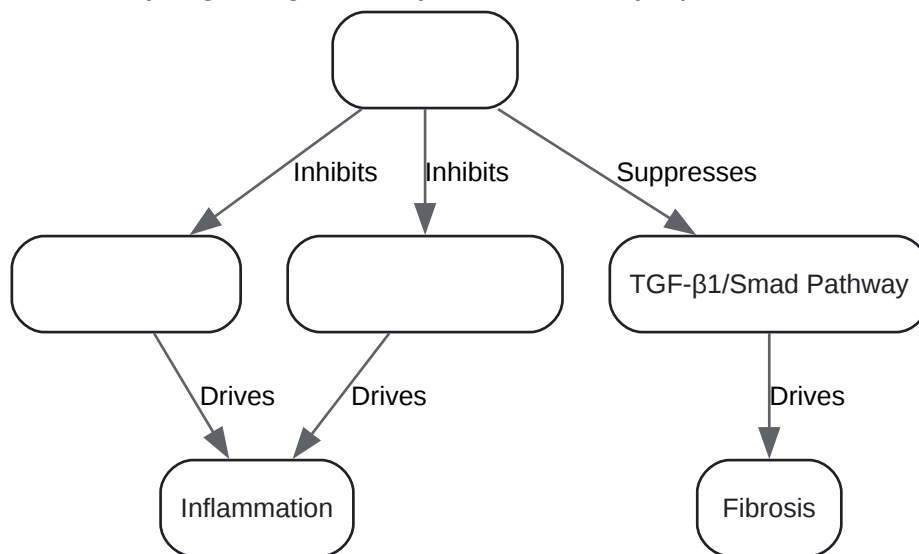 Inhibits
Inhibits
Suppresses
TGF-β1/Smad Pathway
Drives
Drives
Drives
Inflammation
Fibrosis